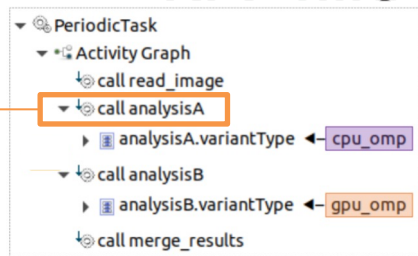 PeriodicTask
Activity Graph
call read_image
call analysisA
analysisA.variantType cpu_omp
call analysisB
analysisB.variantType gpu_omp
call merge_results